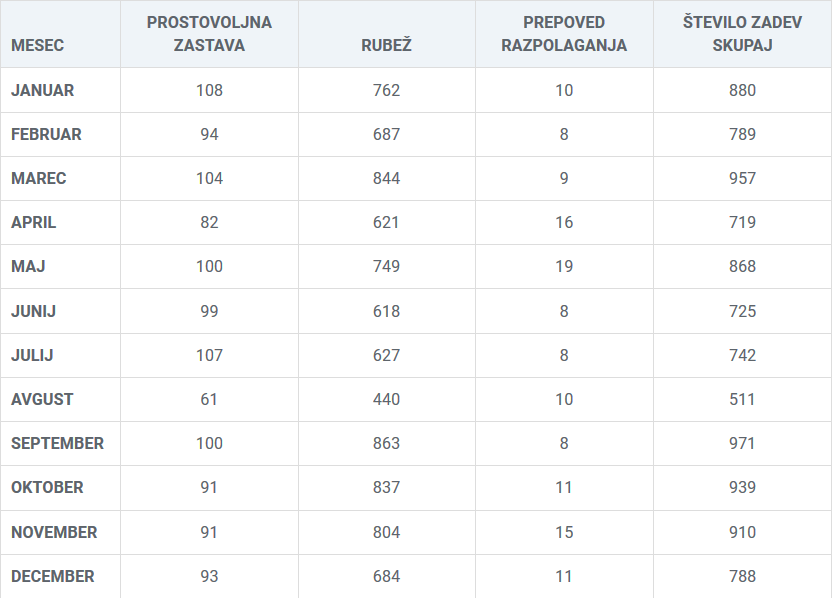 MESEC PROSTOVOLJNA ZASTAVA RUBEŽ PREPOVED RAZPOLAGANJA ŠTEVILO ZADEV SKUPAJ
JANUAR 108 762 10 880
FEBRUAR 94 687 8 789
MAREC 104 844 9 957
APRIL 82 621 16 719
MAJ 100 749 19 868
JUNIJ 99 618 8 725
JULIJ 107 627 8 742
AVGUST 61 440 10 511
SEPTEMBER 100 863 8 971
OKTOBER 91 837 11 939
NOVEMBER 91 804 15 910
DECEMBER 93 684 11 788